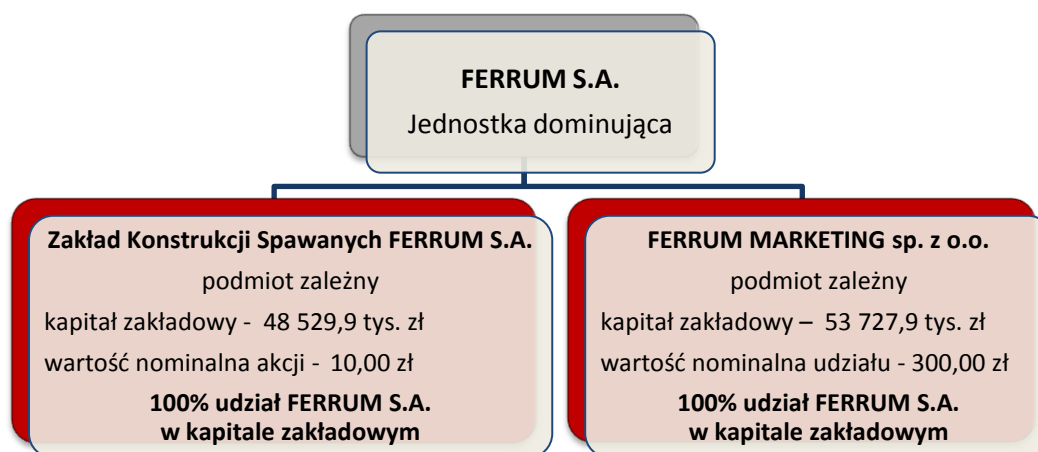 FERRUM S.A.
Jednostka dominująca
Zakład Konstrukcji Spawanych FERRUM S.A.
podmiot zależny
kapitał zakładowy - 48 529,9 tys. zł
wartość nominalna akcji - 10,00 zł
100% udział FERRUM S.A.
w kapitale zakładowym
FERRUM MARKETING sp. z o.o.
podmiot zależny
kapitał zakładowy – 53 727,9 tys. zł
wartość nominalna udziału - 300,00 zł
100% udział FERRUM S.A.
w kapitale zakładowym